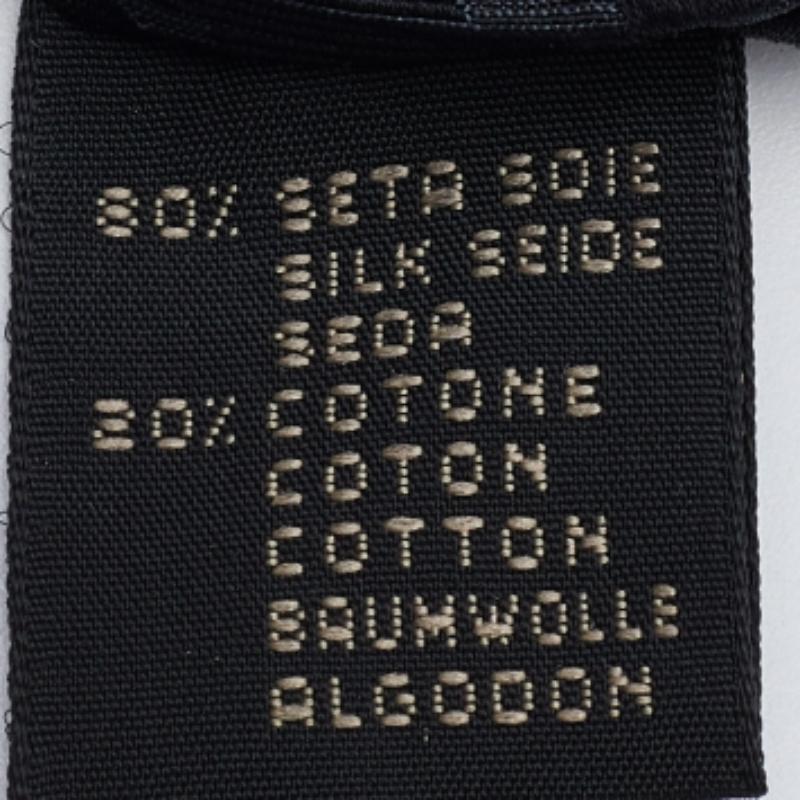 80% SETA SOIE
SILK SEIDE
SEDA
20% COTONE
COTON
COTTON
BAUMWOLLE
ALGODON